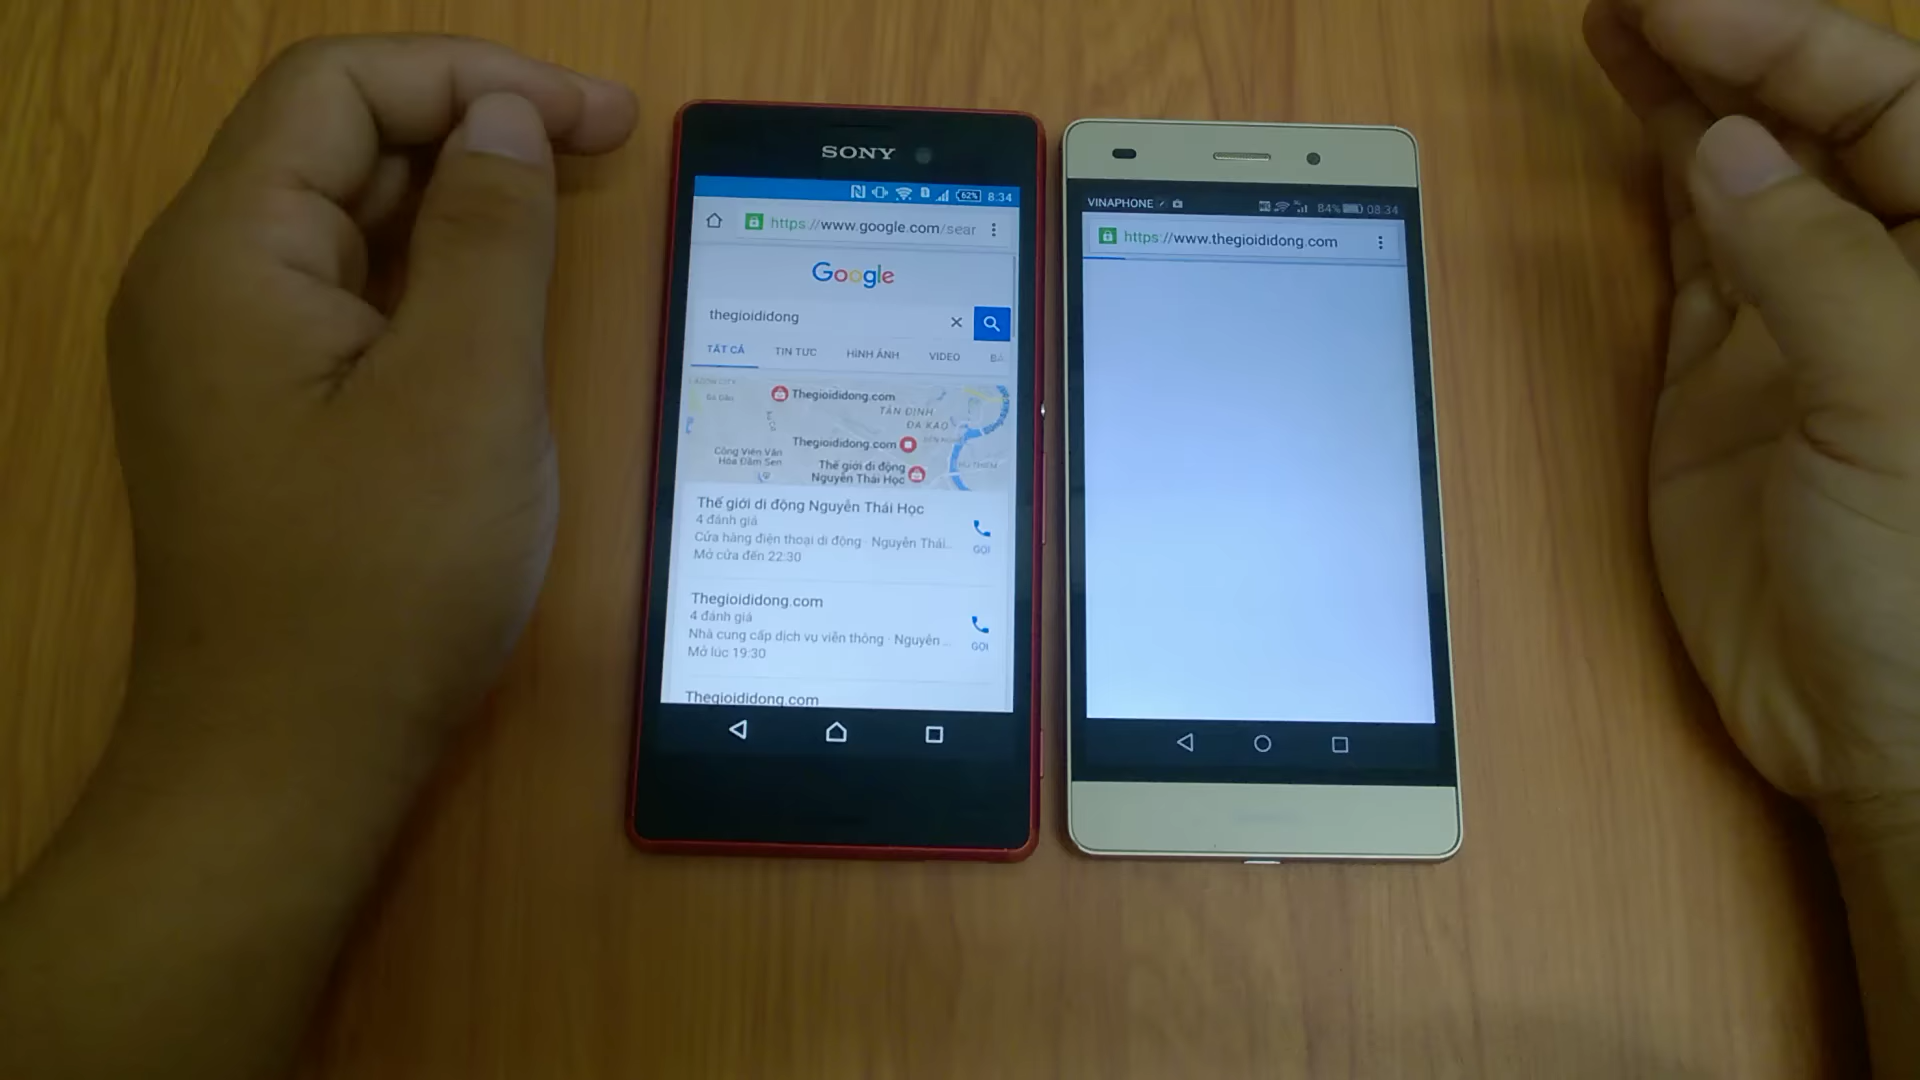 SONY
62% 8:34
https://www.google.com/sear
Google
thegioididong
TẤT CẢ TIN TỨC HÌNH ẢNH VIDEO
Thegioididong.com
TÂN ĐỊNH
ĐA KAO
Thegioididong.com
Công Viên Văn
Hóa Đầm Sen
Thế giới di động
Nguyễn Thái Học
Thế giới di động Nguyễn Thái Học
4 đánh giá
Cửa hàng điện thoại di động · Nguyễn Thái...
Mở cửa đến 22:30
GỌI
Thegioididong.com
4 đánh giá
Nhà cung cấp dịch vụ viễn thông · Nguyễn ...
Mở lúc 19:30
GỌI
Thegioididong.com
VINAPHONE 84% 08:34
https://www.thegioididong.com